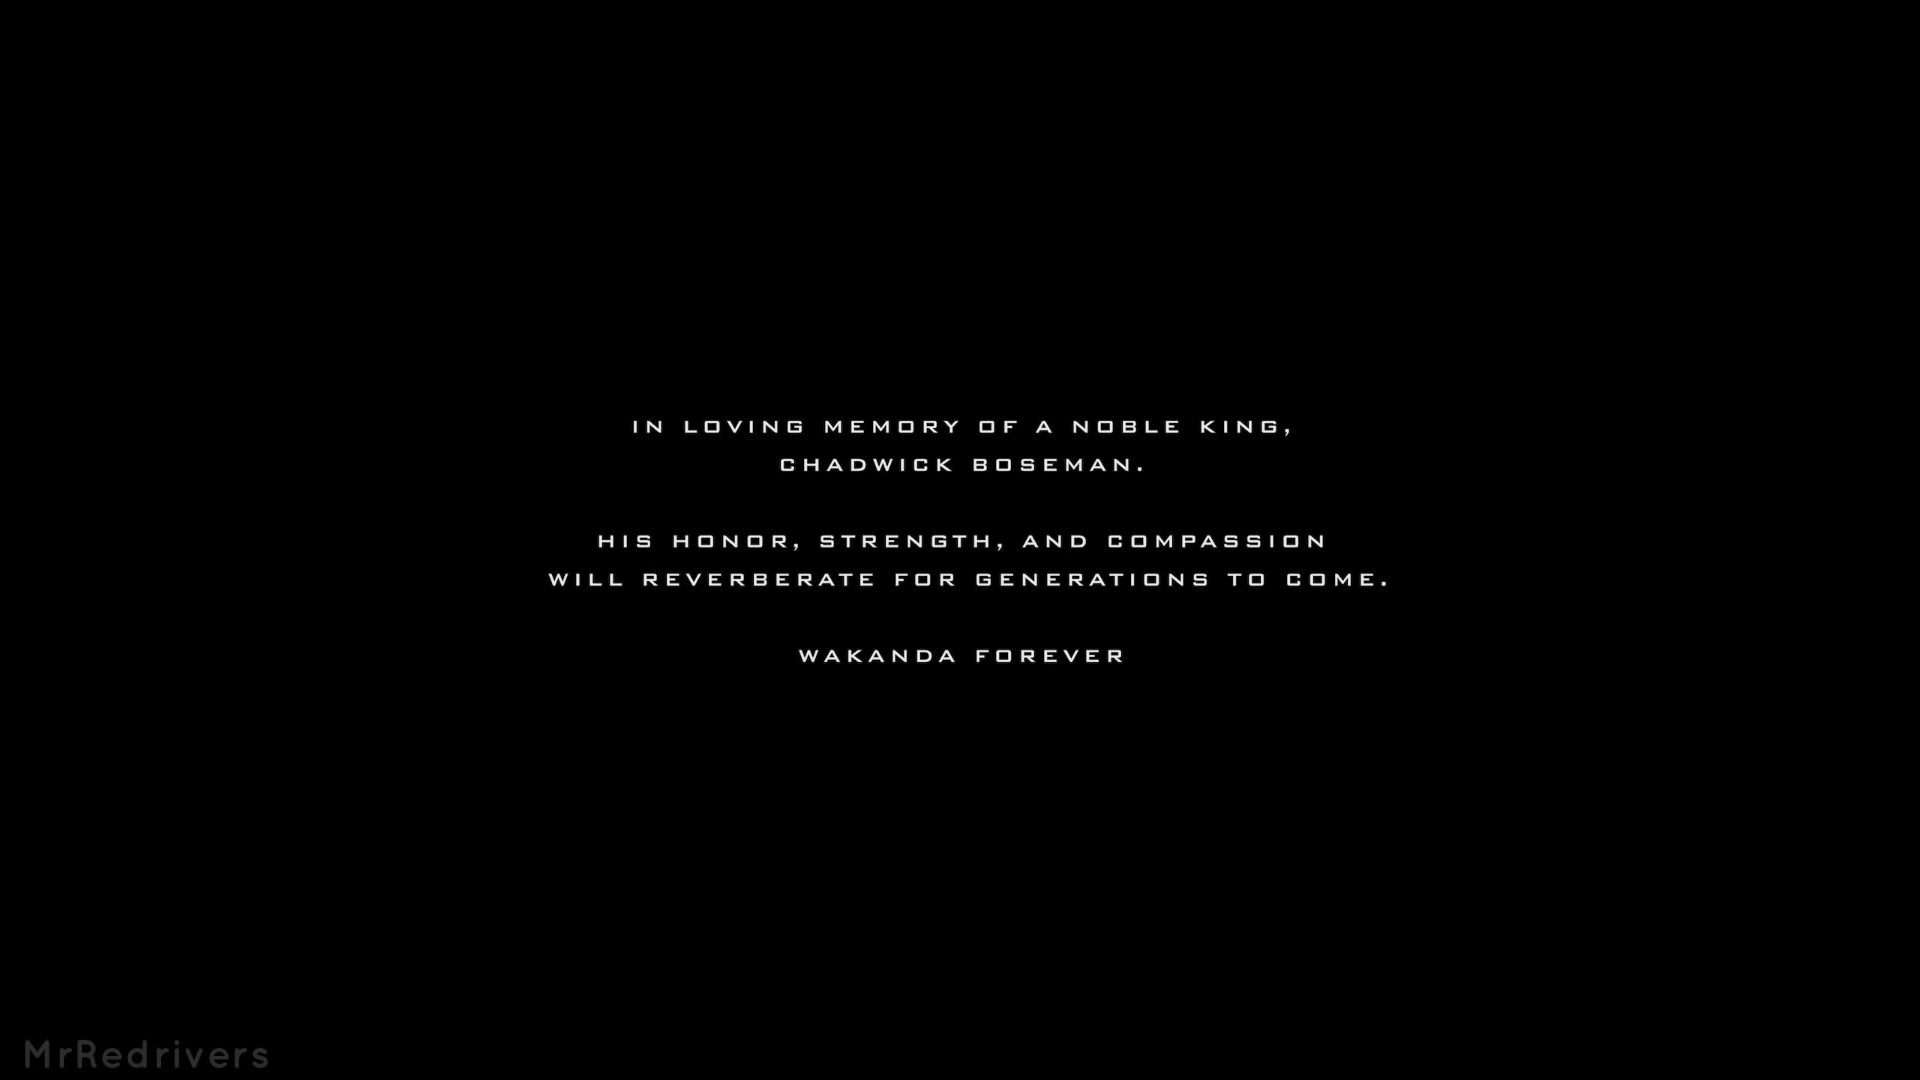 IN LOVING MEMORY OF A NOBLE KING,
CHADWICK BOSEMAN.
HIS HONOR, STRENGTH, AND COMPASSION
WILL REVERBERATE FOR GENERATIONS TO COME.
WAKANDA FOREVER
MrRedrivers